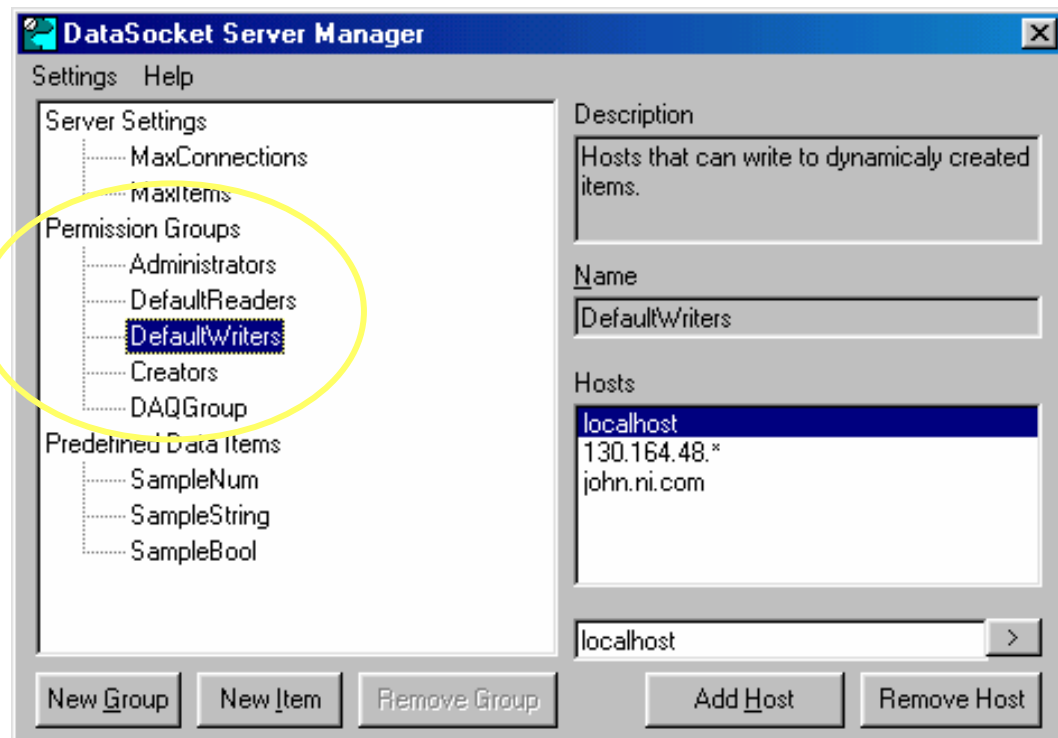 DataSocket Server Manager
Settings Help
Server Settings
MaxConnections
MaxItems
Permission Groups
Administrators
DefaultReaders
DefaultWriters
Creators
DAQGroup
Predefined Data Items
SampleNum
SampleString
SampleBool
Description
Hosts that can write to dynamicaly created
items.
Name
DefaultWriters
Hosts
localhost
130.164.48.*
john.ni.com
localhost >
New Group New Item Remove Group Add Host Remove Host